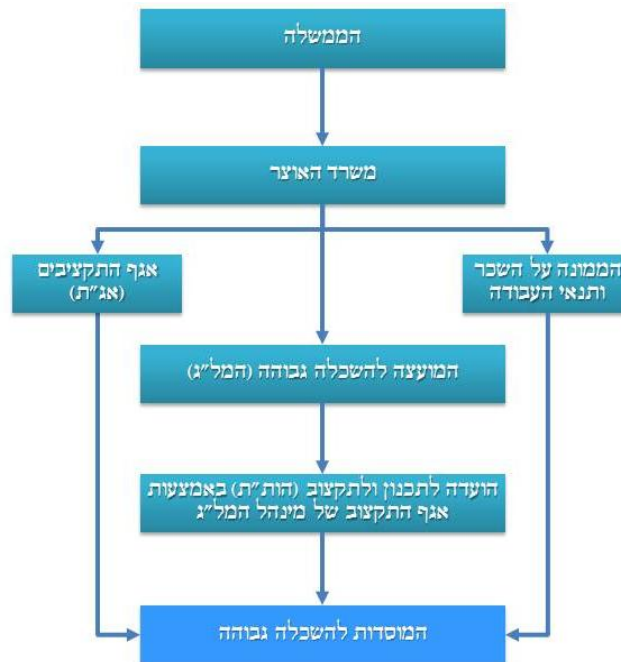 הממשלה
משרד האוצר
הממונה על השכר
ותנאי העבודה
אגף התקציבים
(אג"ת)
המועצה להשכלה גבוהה (המל"ג)
הועדה לתכנון ולתקצוב (הות"ת) באמצעות
אגף התקצוב של מינהל המל"ג
המוסדות להשכלה גבוהה